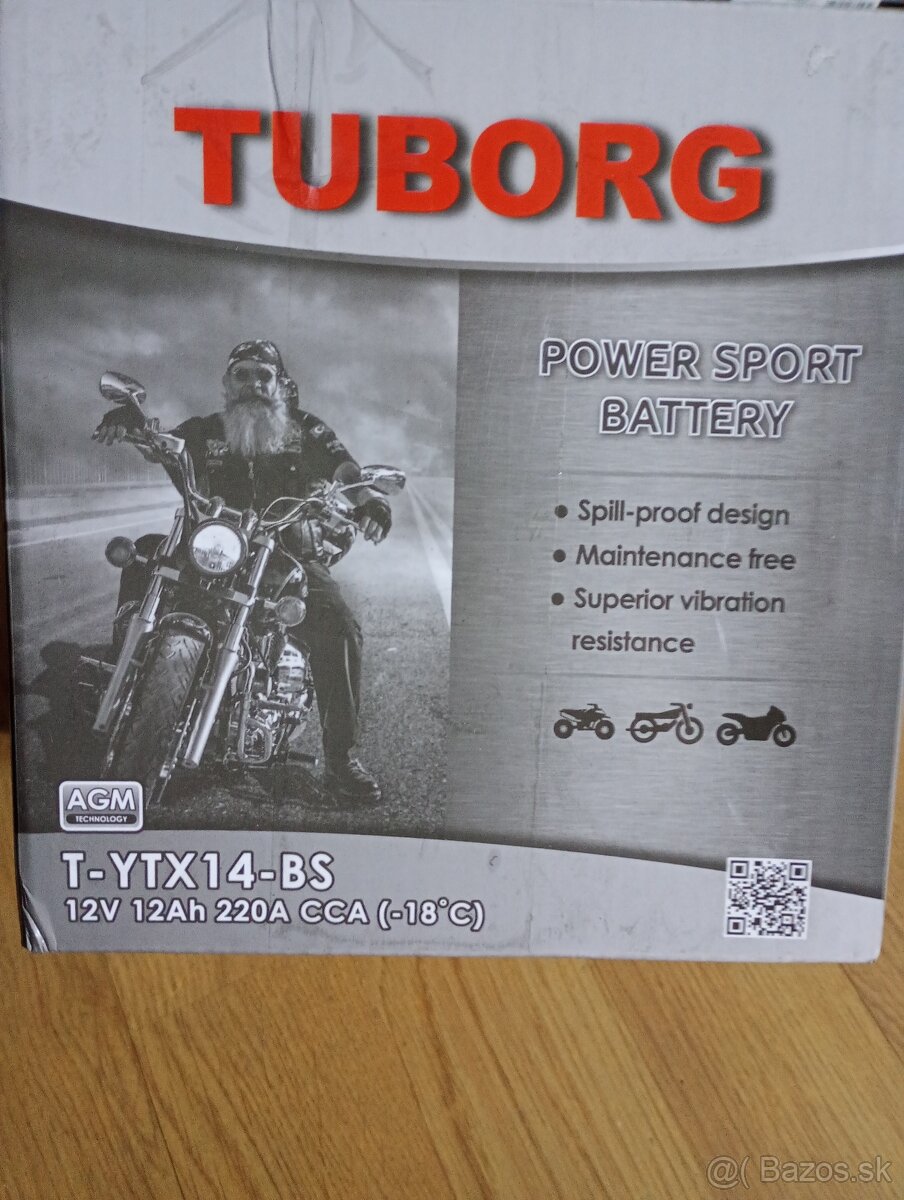 TUBORG
POWER SPORT
BATTERY
• Spill-proof design
• Maintenance free
• Superior vibration
resistance
AGM
TECHNOLOGY
T-YTX14-BS
12V 12Ah 220A CCA (-18°C)
@( Bazos.sk